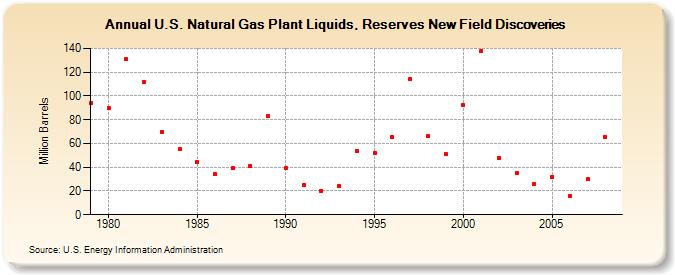 Annual U.S. Natural Gas Plant Liquids, Reserves New Field Discoveries
Million Barrels
140
120
100
80
60
40
20
0
1980 1985 1990 1995 2000 2005
Source: U.S. Energy Information Administration